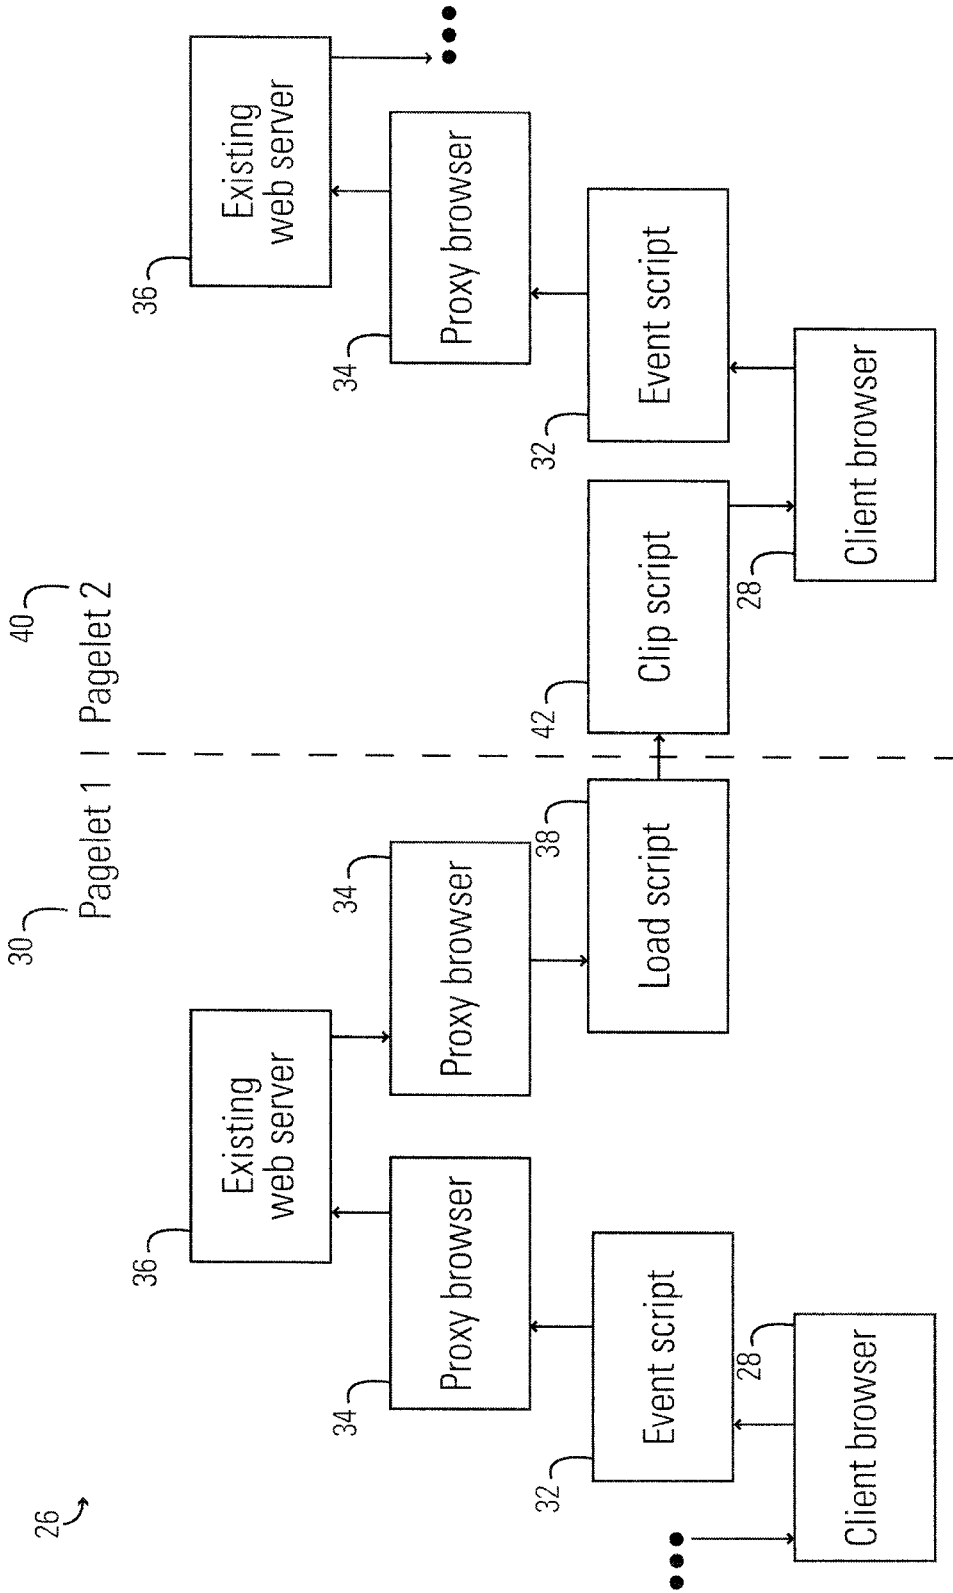 26
30
Pagelet 1 | Pagelet 2
40
36
Existing
web server
34
Proxy browser
34
Proxy browser
32
Event script
28
Client browser
38
Load script
42
Clip script
28
Client browser
32
Event script
34
Proxy browser
36
Existing
web server